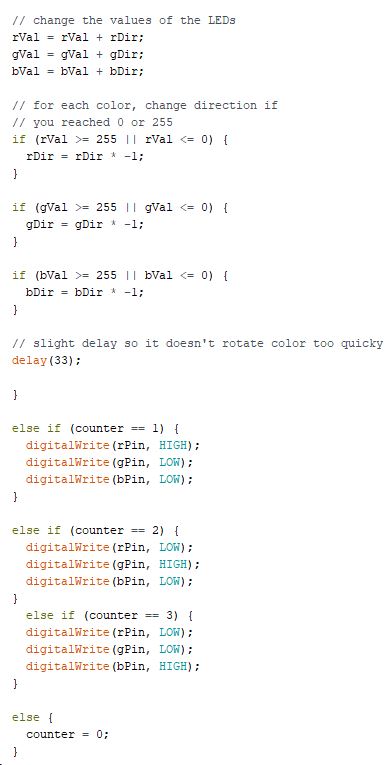 // change the values of the LEDs
rVal = rVal + rDir;
gVal = gVal + gDir;
bVal = bVal + bDir;
// for each color, change direction if
// you reached 0 or 255
if (rVal >= 255 || rVal <= 0) {
rDir = rDir * -1;
}
if (gVal >= 255 || gVal <= 0) {
gDir = gDir * -1;
}
if (bVal >= 255 || bVal <= 0) {
bDir = bDir * -1;
}
// slight delay so it doesn't rotate color too quicky
delay(33);
}
else if (counter == 1) {
digitalWrite(rPin, HIGH);
digitalWrite(gPin, LOW);
digitalWrite(bPin, LOW);
}
else if (counter == 2) {
digitalWrite(rPin, LOW);
digitalWrite(gPin, HIGH);
digitalWrite(bPin, LOW);
}
else if (counter == 3) {
digitalWrite(rPin, LOW);
digitalWrite(gPin, LOW);
digitalWrite(bPin, HIGH);
}
else {
counter = 0;
}